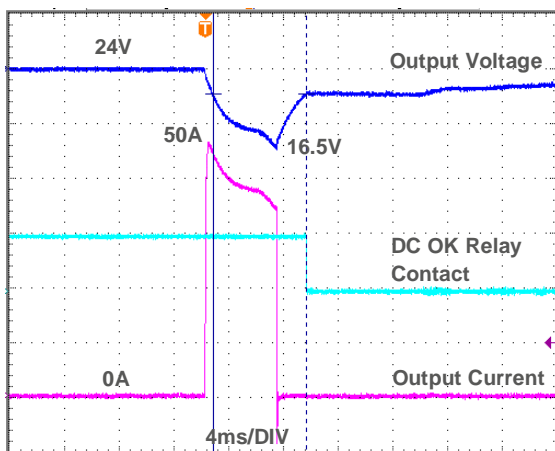 T
24V
Output Voltage
50A
16.5V
DC OK Relay
Contact
0A
Output Current
4ms/DIV